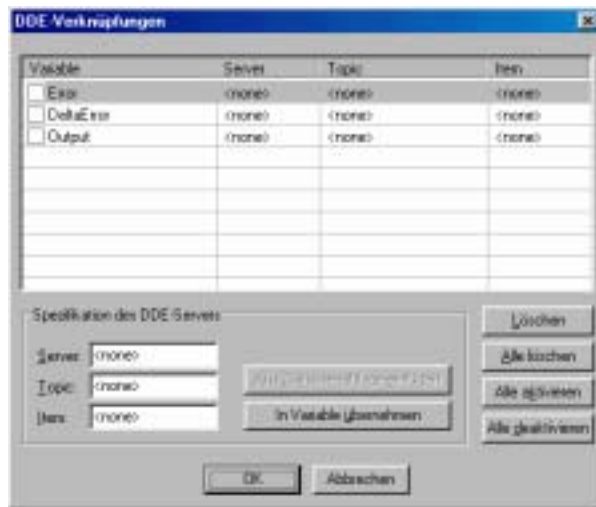 DDE-Verknüpfungen
Variable Server Topic Item
Error <none> <none> <none>
DeltaError <none> <none> <none>
Output <none> <none> <none>
Spezifikation des DDE-Servers
Server: <none>
Topic: <none>
Item: <none>
In Variable übernehmen
Löschen
Alle löschen
Alle aktivieren
Alle deaktivieren
OK
Abbrechen